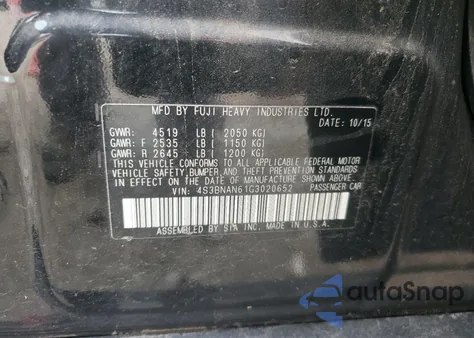 MFD BY FUJI HEAVY INDUSTRIES LTD.
DATE: 10/15
GVWR: 4519 LB ( 2050 KG)
GAWR: F 2535 LB ( 1150 KG)
GAWR: R 2645 LB ( 1200 KG)
THIS VEHICLE CONFORMS TO ALL APPLICABLE FEDERAL MOTOR
VEHICLE SAFETY, BUMPER, AND THEFT PREVENTION STANDARDS
IN EFFECT ON THE DATE OF MANUFACTURE SHOWN ABOVE.
VIN: 4S3BNAN61G3020652 PASSENGER CAR
ASSEMBLED BY SIA INC. MADE IN U.S.A.
autoSnap